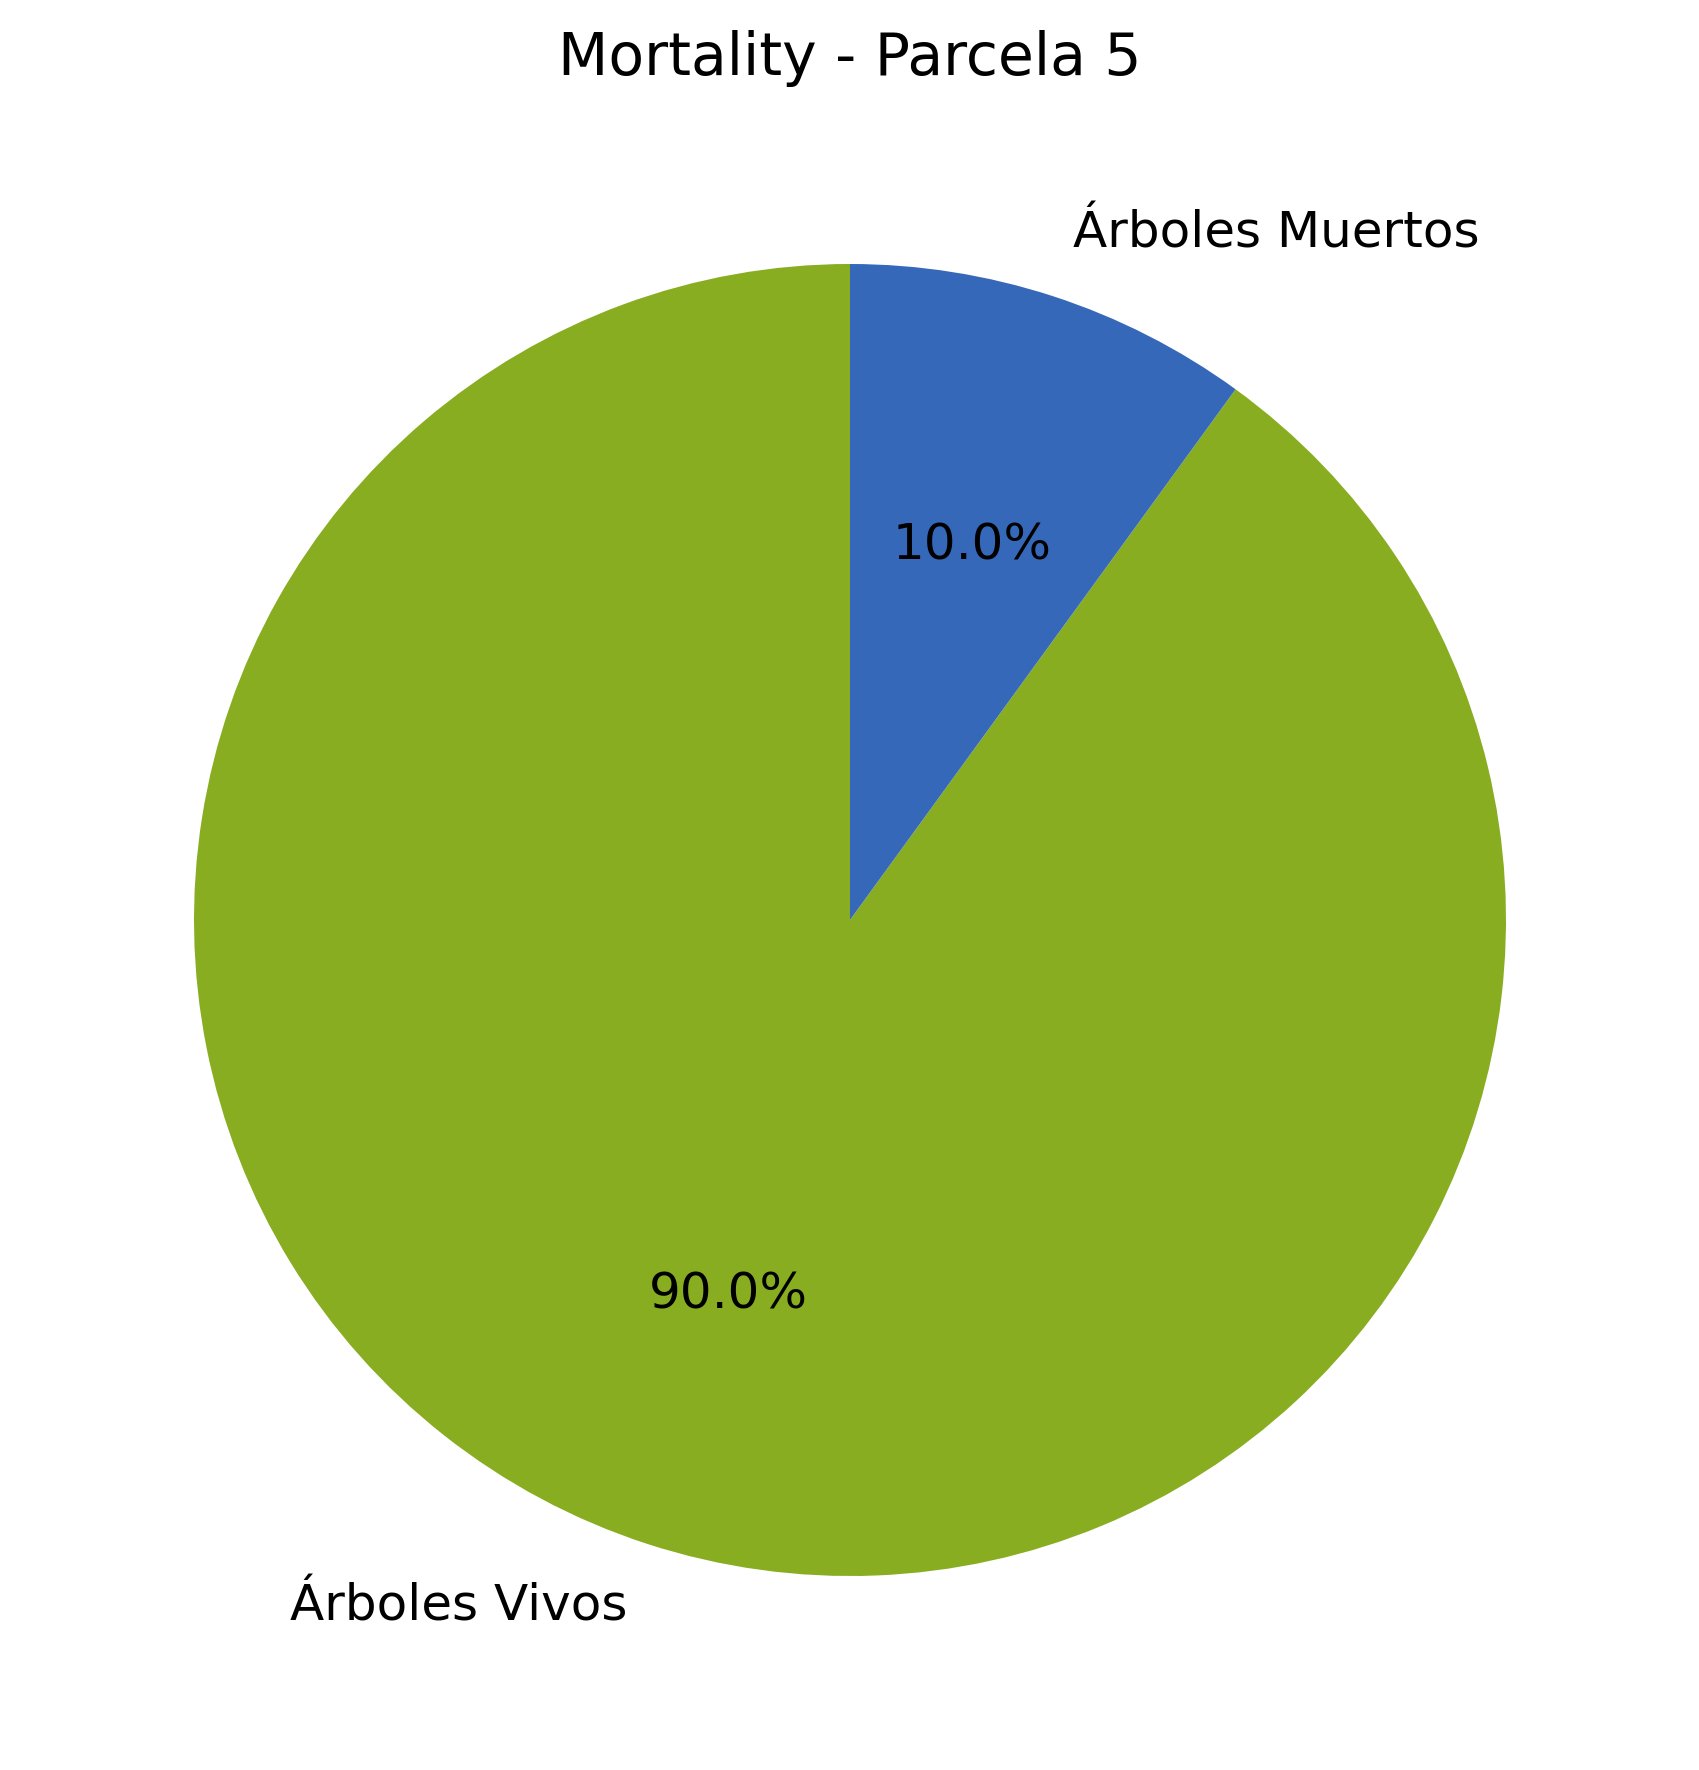 Mortality - Parcela 5
Árboles Muertos
10.0%
90.0%
Árboles Vivos